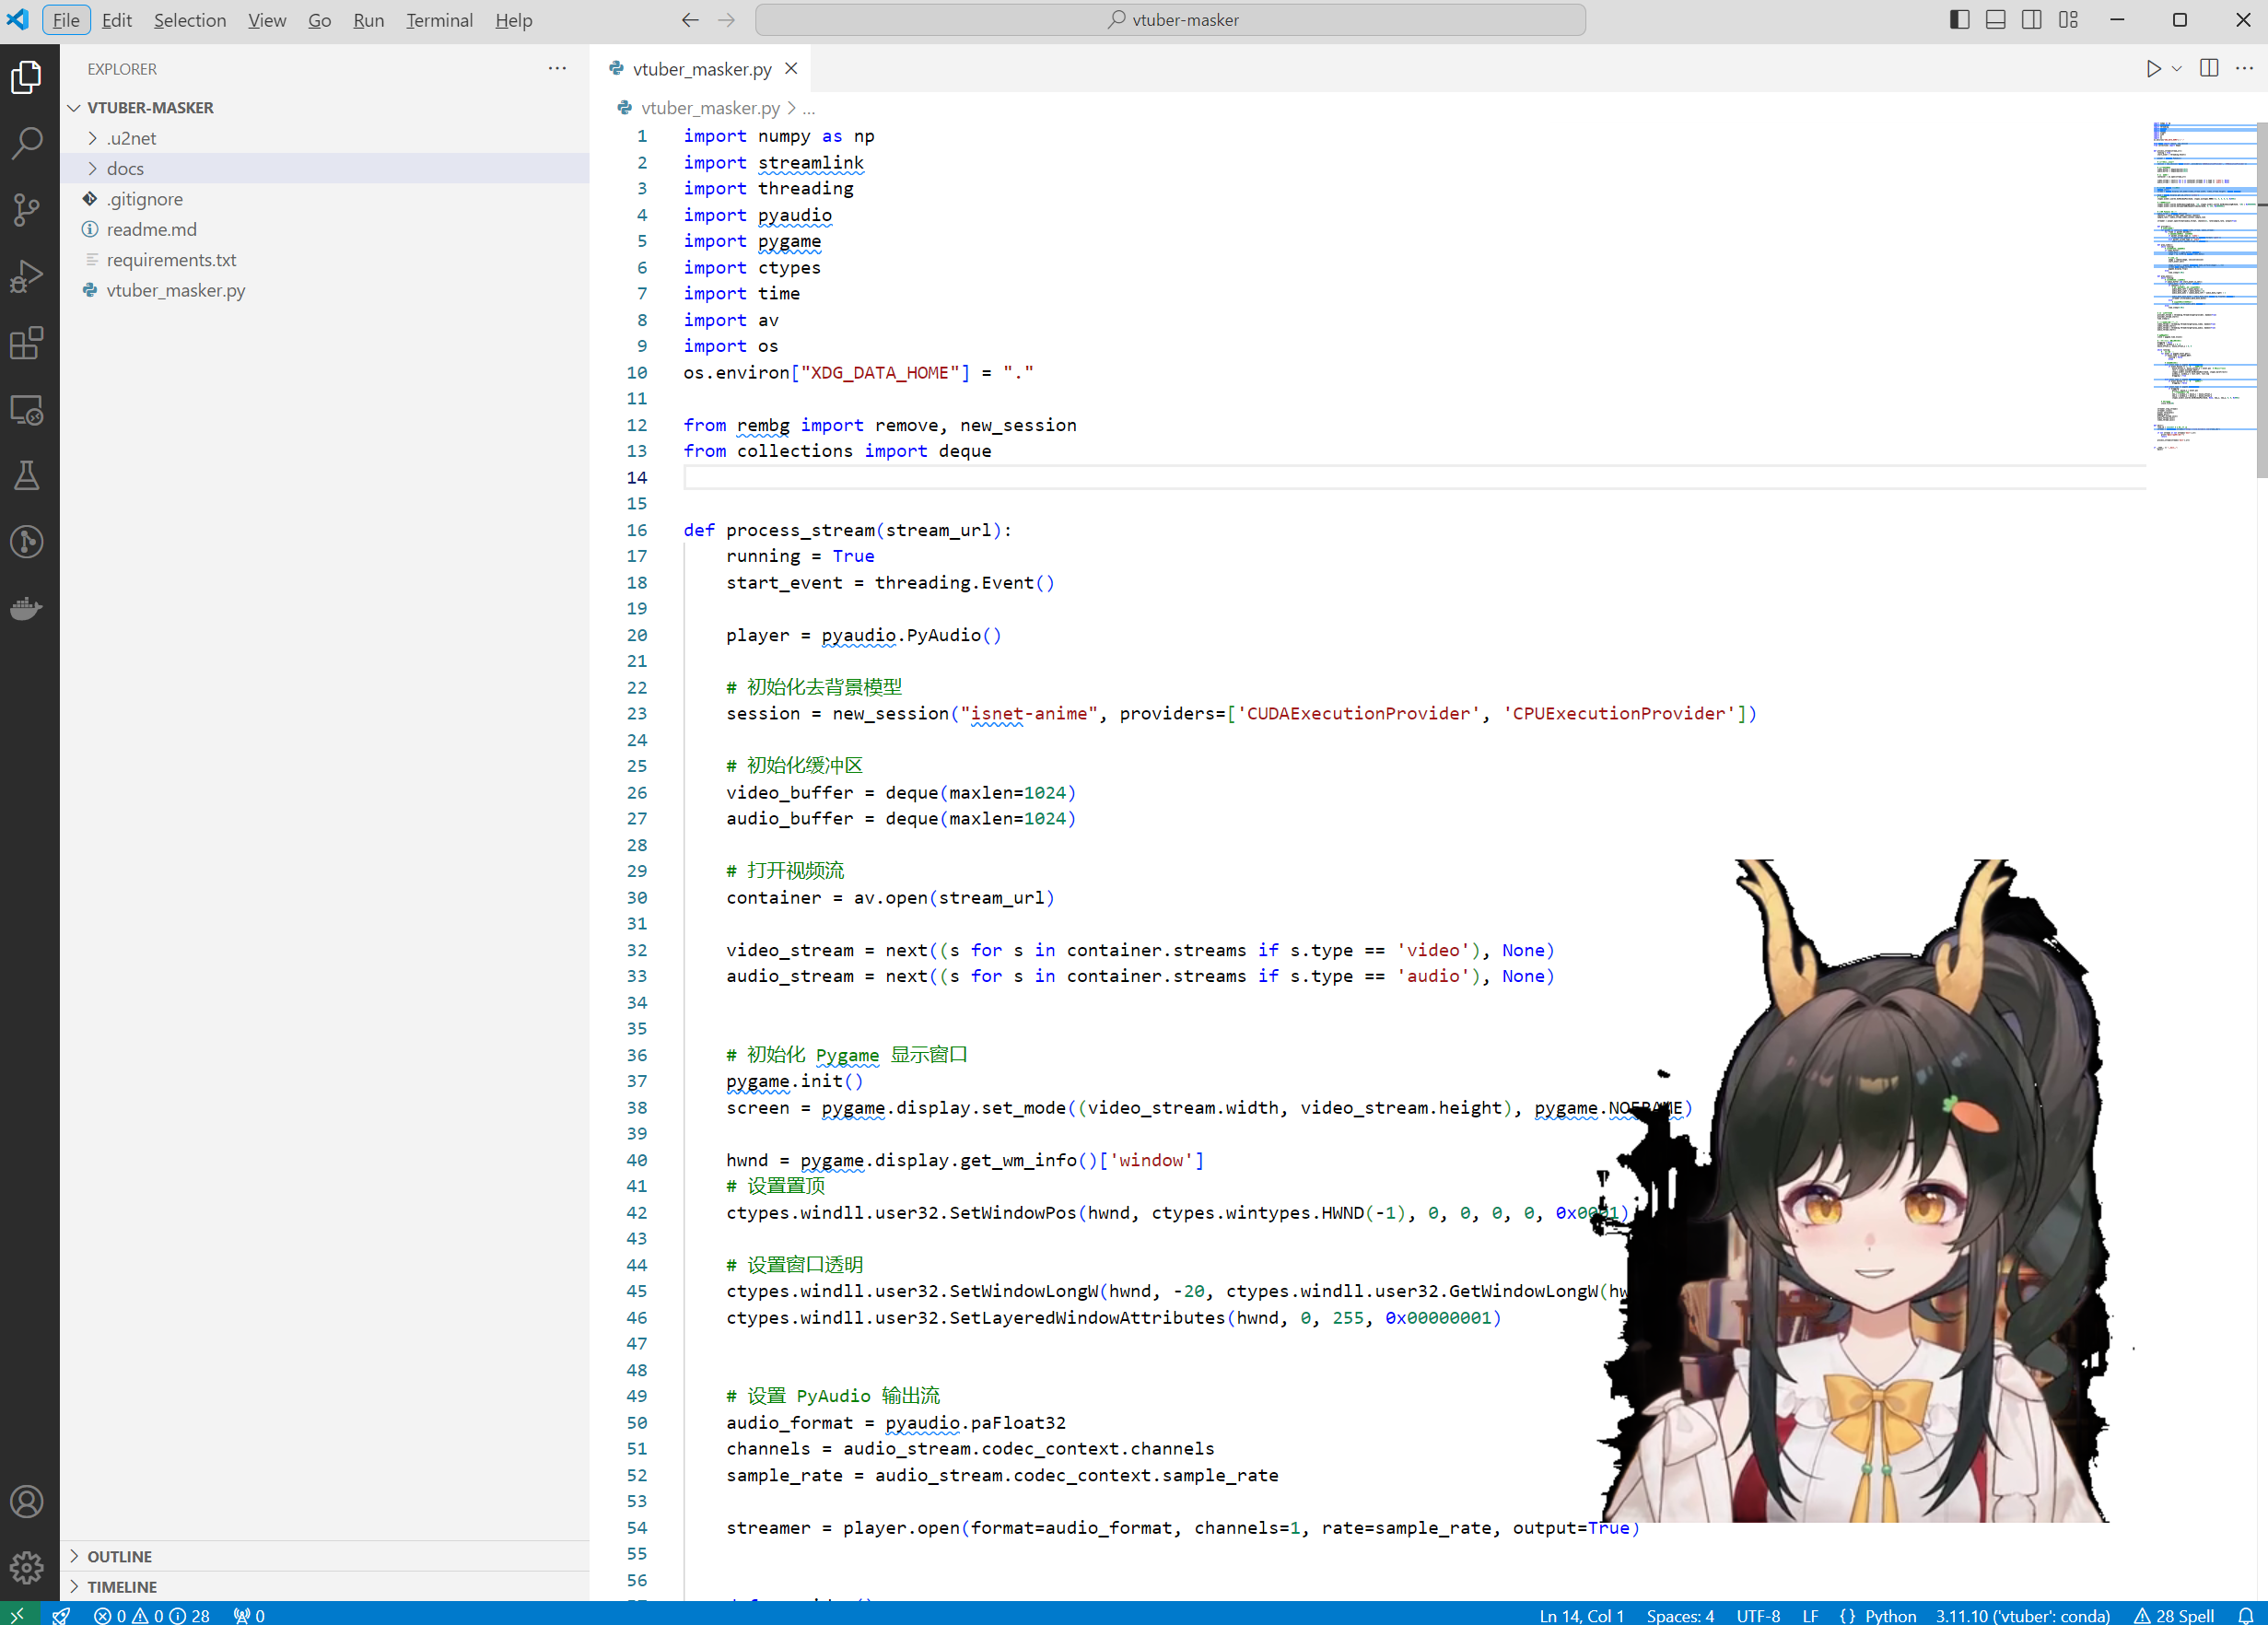 File Edit Selection View Go Run Terminal Help
vtuber-masker
EXPLORER
VTUBER-MASKER
.u2net
docs
.gitignore
readme.md
requirements.txt
vtuber_masker.py
OUTLINE
TIMELINE
vtuber_masker.py
vtuber_masker.py > ...
1 import numpy as np
2 import streamlink
3 import threading
4 import pyaudio
5 import pygame
6 import ctypes
7 import time
8 import av
9 import os
10 os.environ["XDG_DATA_HOME"] = "."
11
12 from rembg import remove, new_session
13 from collections import deque
14
15
16 def process_stream(stream_url):
17 running = True
18 start_event = threading.Event()
19
20 player = pyaudio.PyAudio()
21
22 # 初始化去背景模型
23 session = new_session("isnet-anime", providers=['CUDAExecutionProvider', 'CPUExecutionProvider'])
24
25 # 初始化缓冲区
26 video_buffer = deque(maxlen=1024)
27 audio_buffer = deque(maxlen=1024)
28
29 # 打开视频流
30 container = av.open(stream_url)
31
32 video_stream = next((s for s in container.streams if s.type == 'video'), None)
33 audio_stream = next((s for s in container.streams if s.type == 'audio'), None)
34
35
36 # 初始化 Pygame 显示窗口
37 pygame.init()
38 screen = pygame.display.set_mode((video_stream.width, video_stream.height), pygame.NOFRAME)
39
40 hwnd = pygame.display.get_wm_info()['window']
41 # 设置置顶
42 ctypes.windll.user32.SetWindowPos(hwnd, ctypes.wintypes.HWND(-1), 0, 0, 0, 0, 0x0001)
43
44 # 设置窗口透明
45 ctypes.windll.user32.SetWindowLongW(hwnd, -20, ctypes.windll.user32.GetWindowLongW(hw
46 ctypes.windll.user32.SetLayeredWindowAttributes(hwnd, 0, 255, 0x00000001)
47
48
49 # 设置 PyAudio 输出流
50 audio_format = pyaudio.paFloat32
51 channels = audio_stream.codec_context.channels
52 sample_rate = audio_stream.codec_context.sample_rate
53
54 streamer = player.open(format=audio_format, channels=1, rate=sample_rate, output=True)
55
56
0 0 28 0 Ln 14, Col 1 Spaces: 4 UTF-8 LF {} Python 3.11.10 ('vtuber': conda) 28 Spell